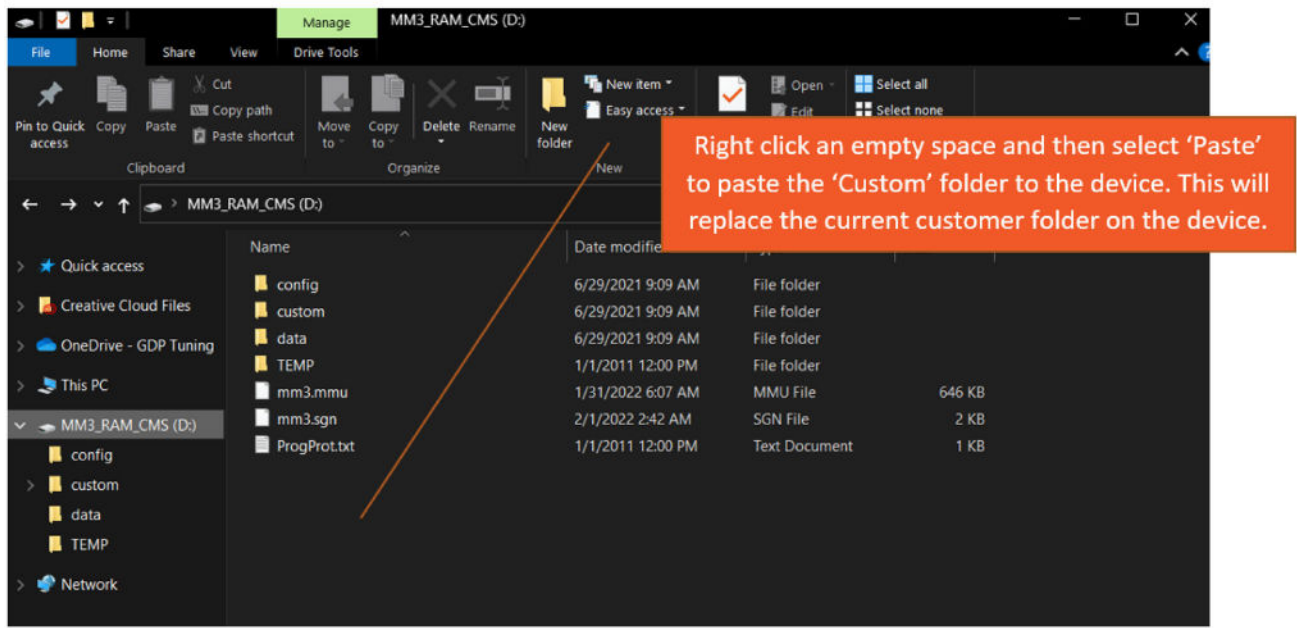 Manage MM3_RAM_CMS (D:)
File Home Share View Drive Tools
Pin to Quick access
Copy
Paste
Cut
Copy path
Paste shortcut
Clipboard
Move to
Copy to
Delete
Rename
Organize
New folder
New item
Easy access
New
Open
Edit
Select all
Select none
Right click an empty space and then select ‘Paste’
to paste the ‘Custom’ folder to the device. This will
replace the current customer folder on the device.
MM3_RAM_CMS (D:)
Quick access
Creative Cloud Files
OneDrive - GDP Tuning
This PC
MM3_RAM_CMS (D:)
config
custom
data
TEMP
Network
Name
config 6/29/2021 9:09 AM File folder
custom 6/29/2021 9:09 AM File folder
data 6/29/2021 9:09 AM File folder
TEMP 1/1/2011 12:00 PM File folder
mm3.mmu 1/31/2022 6:07 AM MMU File 646 KB
mm3.sgn 2/1/2022 2:42 AM SGN File 2 KB
ProgProt.txt 1/1/2011 12:00 PM Text Document 1 KB